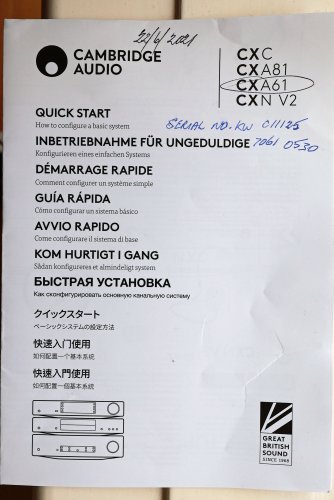 22/6/2021
CAMBRIDGE
AUDIO
CXC
CXA81
CXA61
CXN V2
QUICK START
How to configure a basic system
SERIAL NO. KW C11125
7061 0530
INBETRIEBNAHME FÜR UNGEDULDIGE
Konfigurieren eines einfachen Systems
DÉMARRAGE RAPIDE
Comment configurer un système simple
GUÍA RÁPIDA
Cómo configurar un sistema básico
AVVIO RAPIDO
Come configurare il sistema di base
KOM HURTIGT I GANG
Sådan konfigureres et almindeligt system
БЫСТРАЯ УСТАНОВКА
Как сконфигурировать основную канальную систему
クイックスタート
ベーシックシステムの設定方法
快速入门使用
如何配置一个基本系统
快速入門使用
如何配置一個基本系統
GREAT
BRITISH
SOUND
SINCE 1968